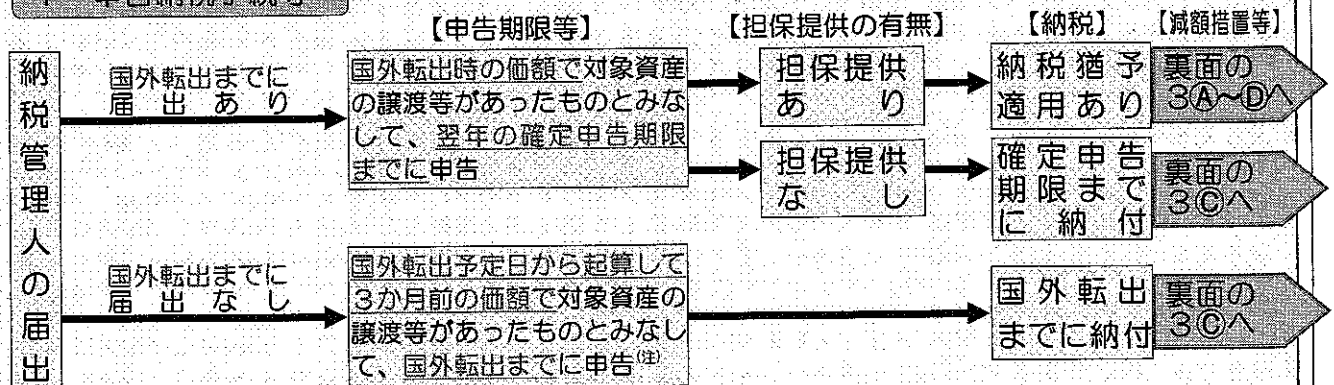 【申告期限等】
【担保提供の有無】
【納税】
【減額措置等】
納税管理人の届出
国外転出までに
届出あり
国外転出時の価額で対象資産
の譲渡等があったものとみな
して、翌年の確定申告期限
までに申告
担保提供
あり
納税猶予
適用あり
裏面の
3Ⓐ～Ⓓへ
担保提供
なし
確定申告
期限まで
に納付
裏面の
3Ⓒへ
国外転出までに
届出なし
国外転出予定日から起算して
3か月前の価額で対象資産の
譲渡等があったものとみなし
て、国外転出までに申告(注)
国外転出
までに納付
裏面の
3Ⓒへ